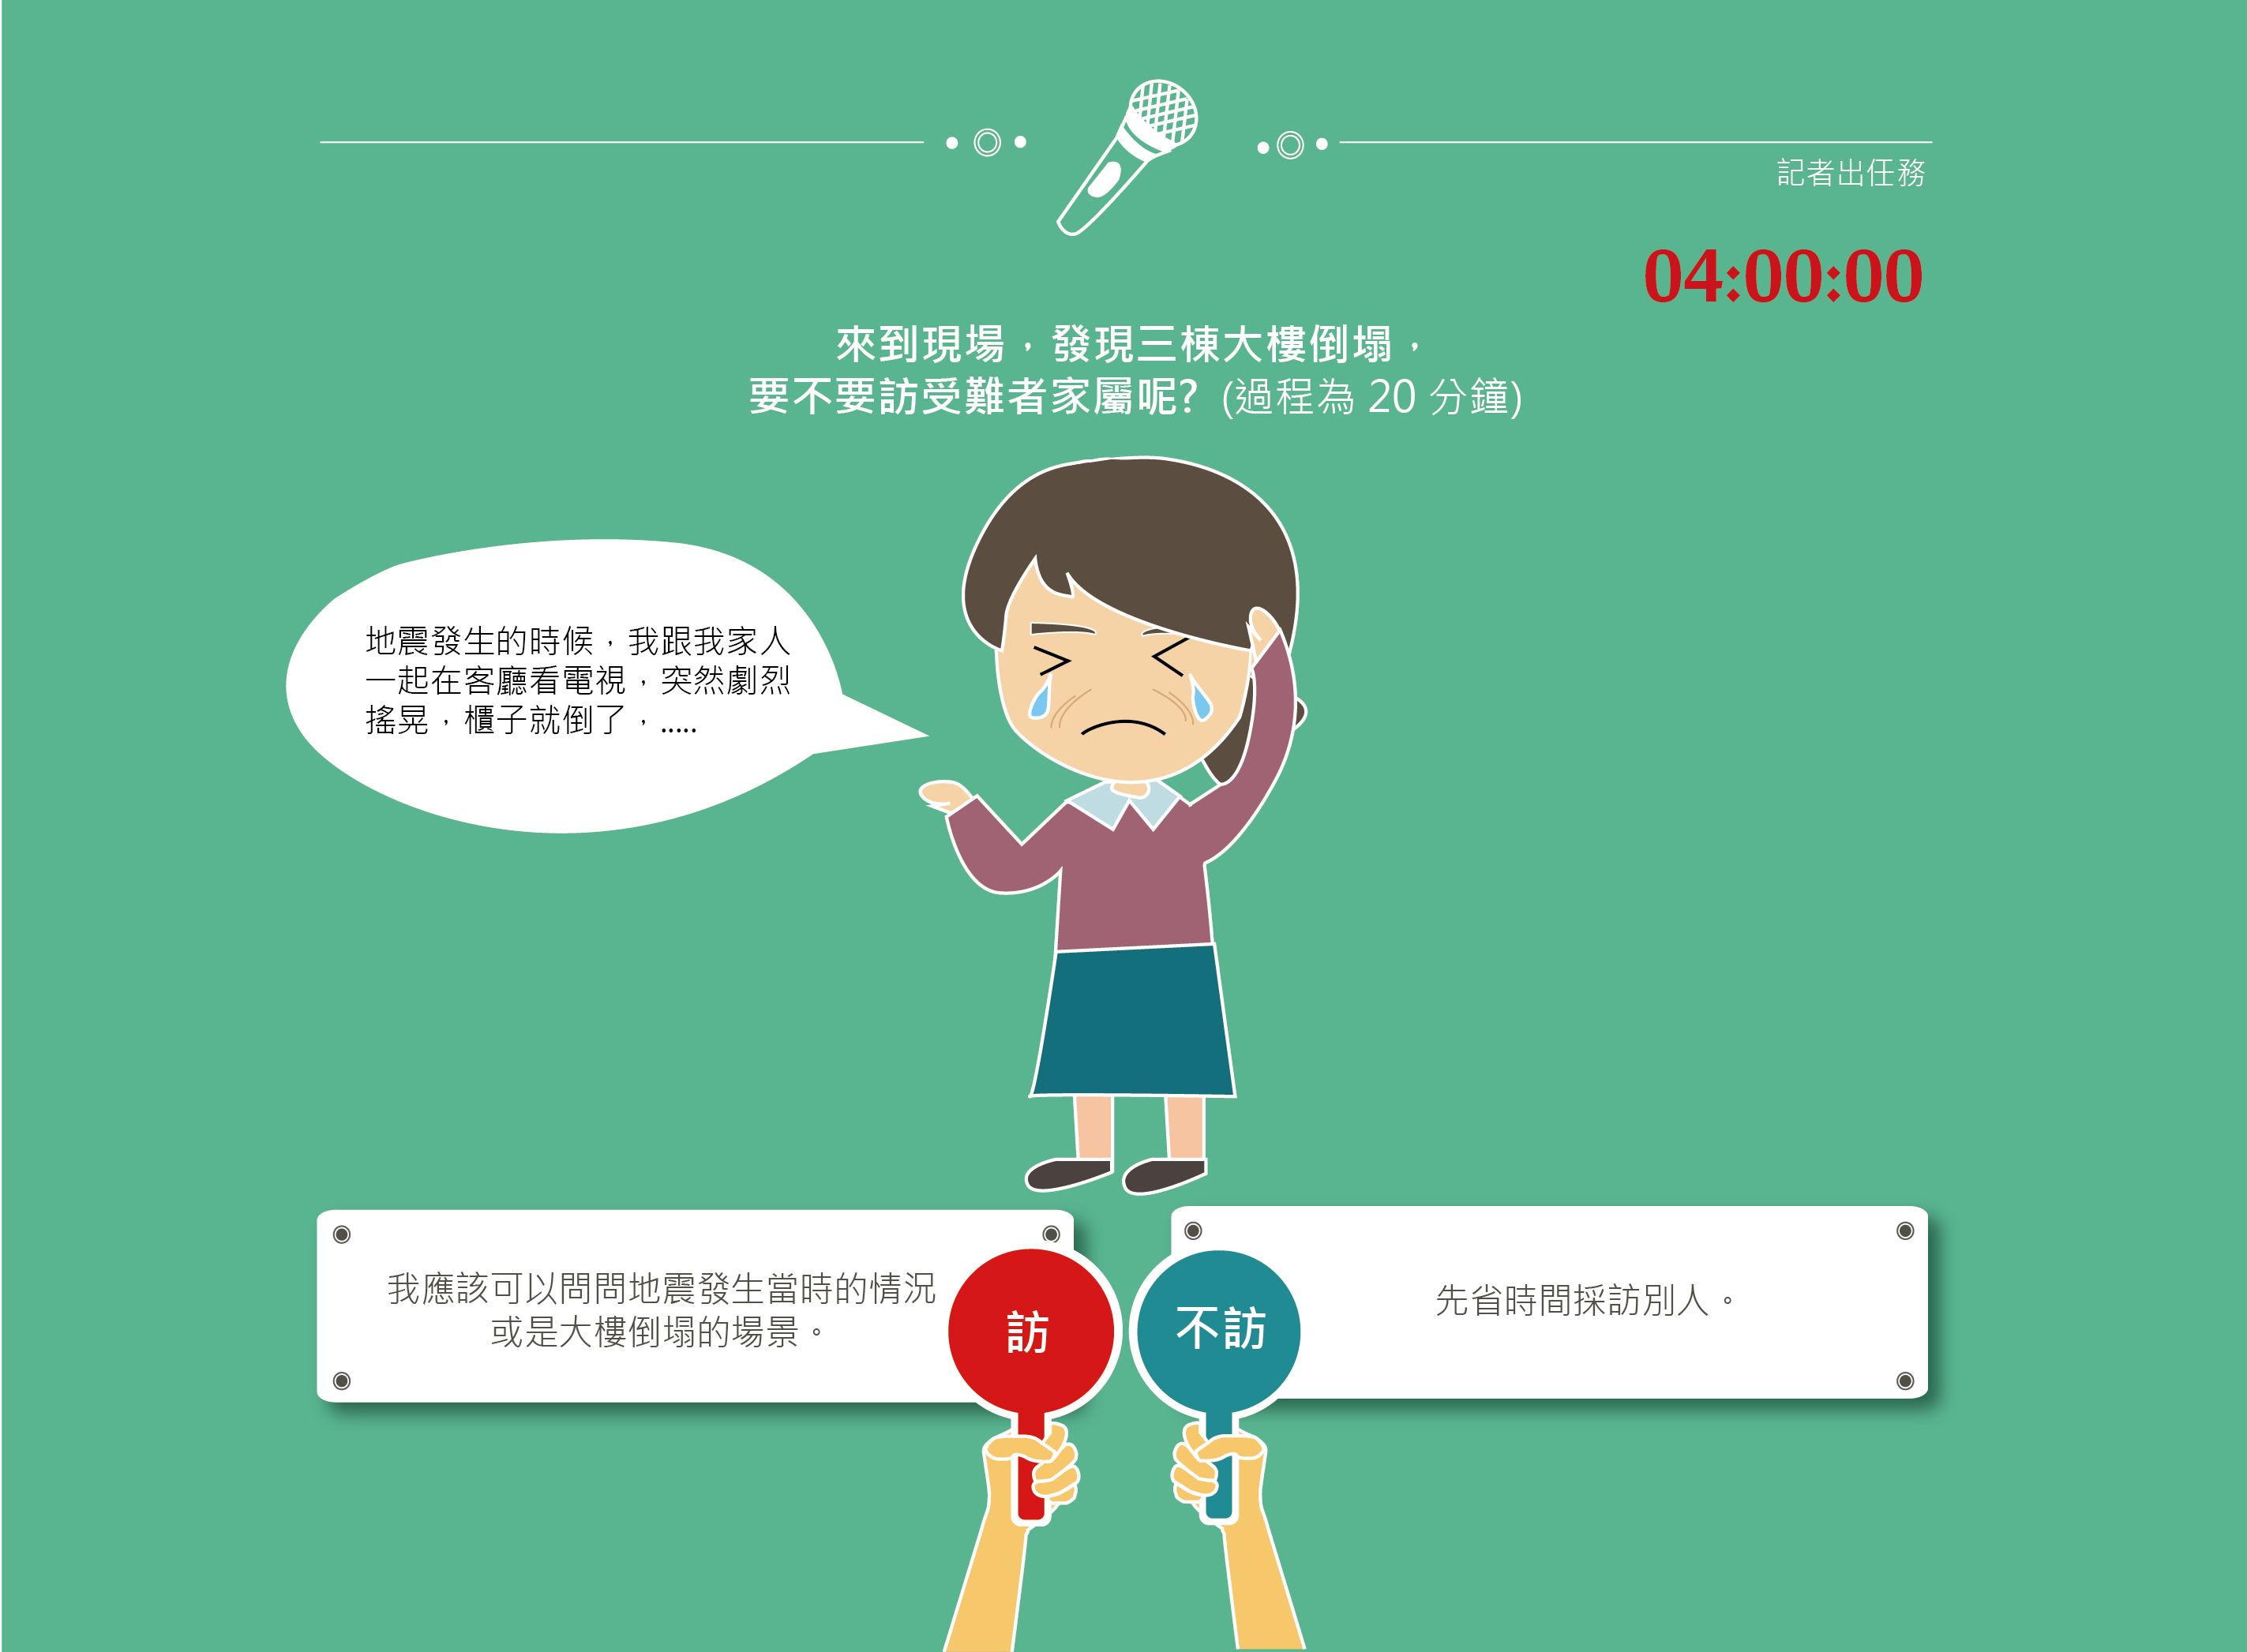 記者出任務
04:00:00
來到現場，發現三棟大樓倒塌，
要不要訪受難者家屬呢? (過程為 20 分鐘)
地震發生的時候，我跟我家人
一起在客廳看電視，突然劇烈
搖晃，櫃子就倒了，.....
我應該可以問問地震發生當時的情況
或是大樓倒塌的場景。
訪
不訪
先省時間採訪別人。